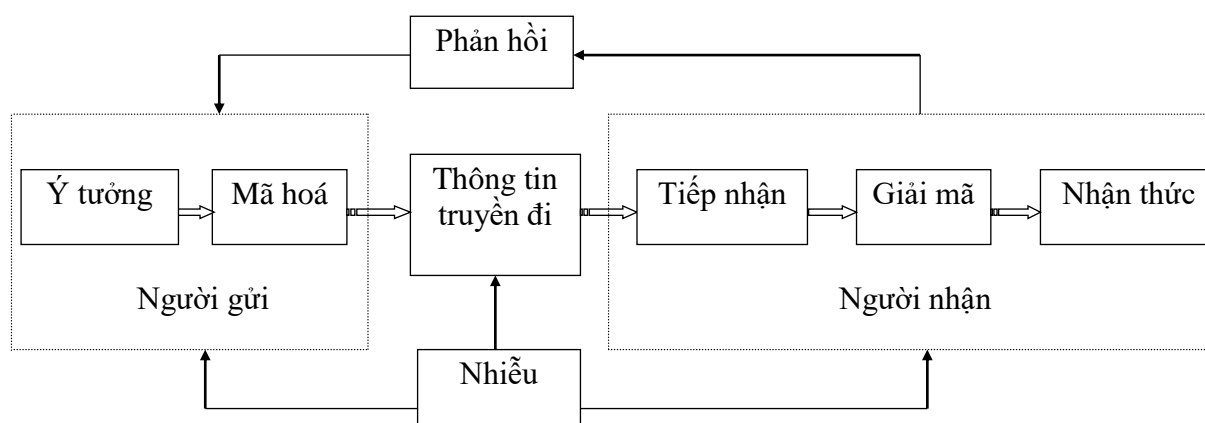 Phản hồi
Ý tưởng
Mã hoá
Thông tin
truyền đi
Tiếp nhận
Giải mã
Nhận thức
Người gửi
Người nhận
Nhiễu